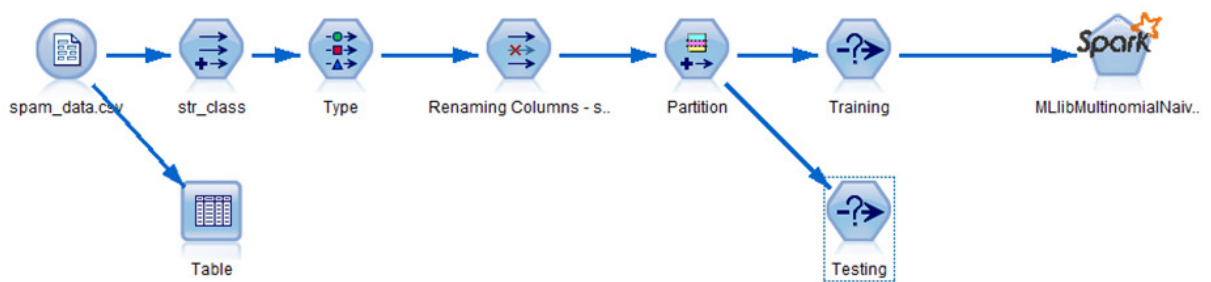 spam_data.csv
str_class
Type
Renaming Columns - s..
Partition
Training
Spark
MLlibMultinomialNaiv..
Table
Testing